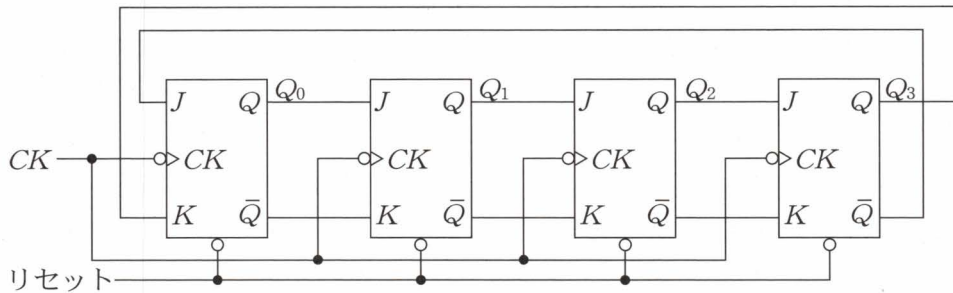 J Q Q₀ J Q Q₁ J Q Q₂ J Q Q₃
CK CK CK CK CK
K Q̄ K Q̄ K Q̄ K Q̄
リセット